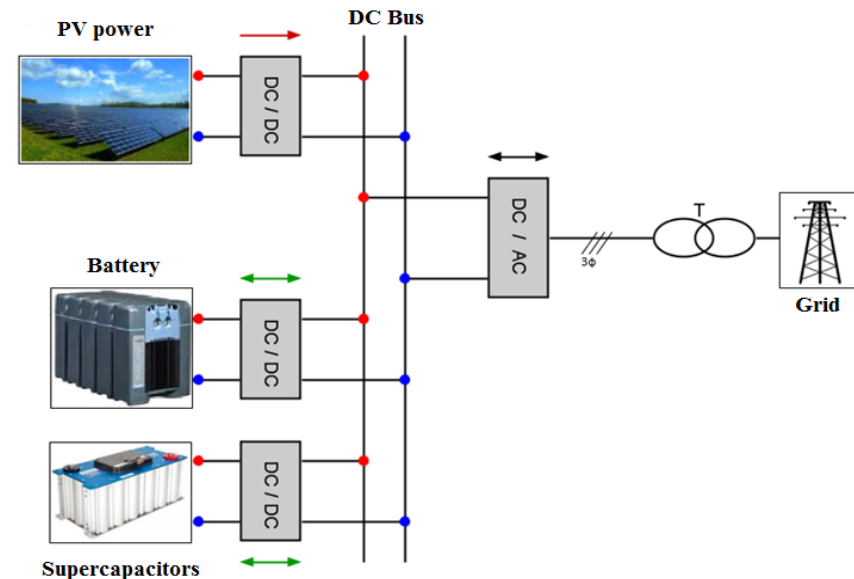 DC Bus
PV power
DC / DC
DC / AC
T
3ϕ
Grid
Battery
DC / DC
DC / DC
Supercapacitors